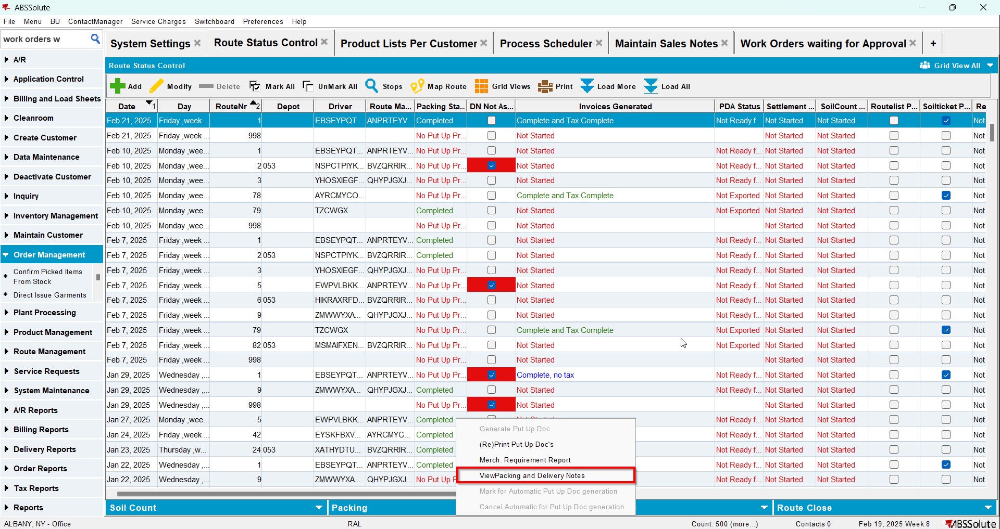 ABSSolute
File Menu BU ContactManager Service Charges Switchboard Preferences Help
work orders w
System Settings Route Status Control Product Lists Per Customer Process Scheduler Maintain Sales Notes Work Orders waiting for Approval +
Route Status Control Grid View All
Add Modify Delete Mark All UnMark All Stops Map Route Grid Views Print Load More Load All
A/R
Application Control
Billing and Load Sheets
Cleanroom
Create Customer
Data Maintenance
Deactivate Customer
Inquiry
Inventory Management
Maintain Customer
Order Management
Confirm Picked Items
From Stock
Direct Issue Garments
Plant Processing
Product Management
Route Management
Service Requests
System Maintenance
A/R Reports
Billing Reports
Delivery Reports
Order Reports
Tax Reports
Reports
Date 1 Day RouteNr 2 Depot Driver Route Ma... Packing Sta... DN Not As... Invoices Generated PDA Status Settlement ... SoilCount ... Routelist P... Soilticket P... Re
Feb 21, 2025 Friday ,week ... 1 EBSEYPQT... ANPRTEYV... Completed Complete and Tax Complete Not Ready f... Not Started Not Started Not
Feb 21, 2025 Friday ,week ... 998 No Put Up Pr... Not Started Not Started Not Started Not
Feb 10, 2025 Monday ,wee... 1 EBSEYPQT... ANPRTEYV... No Put Up Pr... Not Started Not Ready f... Not Started Not Started Not
Feb 10, 2025 Monday ,wee... 2 053 NSPCTPIYK... BVZQRRIR... No Put Up Pr... Not Started Not Ready f... Not Started Not Started Not
Feb 10, 2025 Monday ,wee... 3 YHOSXIEGF... QHYPJGXJ... No Put Up Pr... Not Started Not Ready f... Not Started Not Started Not
Feb 10, 2025 Monday ,wee... 78 AYRCMYCO... No Put Up Pr... Complete and Tax Complete Not Exported Not Started Not Started Not
Feb 10, 2025 Monday ,wee... 79 TZCWGX Completed Not Started Not Exported Not Started Not Started Not
Feb 10, 2025 Monday ,wee... 998 No Put Up Pr... Not Started Not Started Not Started Not
Feb 7, 2025 Friday ,week ... 1 EBSEYPQT... ANPRTEYV... Completed Not Started Not Ready f... Not Started Not Started Not
Feb 7, 2025 Friday ,week ... 2 053 NSPCTPIYK... BVZQRRIR... Completed Not Started Not Ready f... Not Started Not Started Not
Feb 7, 2025 Friday ,week ... 3 YHOSXIEGF... QHYPJGXJ... No Put Up Pr... Not Started Not Ready f... Not Started Not Started Not
Feb 7, 2025 Friday ,week ... 5 EWPVLBKK... ANPRTEYV... No Put Up Pr... Not Started Not Ready f... Not Started Not Started Not
Feb 7, 2025 Friday ,week ... 6 053 HIKRAXRFD... BVZQRRIR... No Put Up Pr... Not Started Not Ready f... Not Started Not Started Not
Feb 7, 2025 Friday ,week ... 9 ZMWWYXA... QHYPJGXJ... No Put Up Pr... Not Started Not Ready f... Not Started Not Started Not
Feb 7, 2025 Friday ,week ... 79 TZCWGX No Put Up Pr... Complete and Tax Complete Not Exported Not Started Not Started Not
Feb 7, 2025 Friday ,week ... 82 053 MSMAIFXEN... BVZQRRIR... No Put Up Pr... Not Started Not Exported Not Started Not Started Not
Feb 7, 2025 Friday ,week ... 998 No Put Up Pr... Not Started Not Started Not Started Not
Jan 29, 2025 Wednesday ,... 1 EBSEYPQT... ANPRTEYV... No Put Up Pr... Complete, no tax Not Ready f... Not Started Not Started Not
Jan 29, 2025 Wednesday ,... 9 ZMWWYXA... QHYPJGXJ... Completed Not Started Not Ready f... Not Started Not Started Not
Jan 29, 2025 Wednesday ,... 998 No Put Up Pr... Not Started Not Started Not Started Not
Jan 27, 2025 Monday ,wee... 5 EWPVLBKK... ANPRTEYV... Completed Not Ready f... Not Started Not Started Not
Jan 24, 2025 Friday ,week ... 42 EYSKFBXV... AYRCMYC... Completed Not Ready f... Not Started Not Started Not
Jan 23, 2025 Thursday ,w... 24 053 XATHYDTU... BVZQRRIR... Completed Not Ready f... Not Started Not Started Not
Jan 22, 2025 Wednesday ,... 1 EBSEYPQT... ANPRTEYV... Completed Not Ready f... Not Started Not Started Not
Jan 22, 2025 Wednesday ,... 9 ZMWWYXA... QHYPJGXJ... No Put Up Not Ready f... Not Started Not Started Not
Generate Put Up Doc
(Re)Print Put Up Doc's
Merch. Requirement Report
ViewPacking and Delivery Notes
Mark for Automatic Put Up Doc generation
Cancel Automatic for Put Up Doc generation
Soil Count Packing Route Close
ALBANY, NY - Office RAL Count: 500 (more...) Contacts 0 Feb 19, 2025 Week 8 ABSSolute